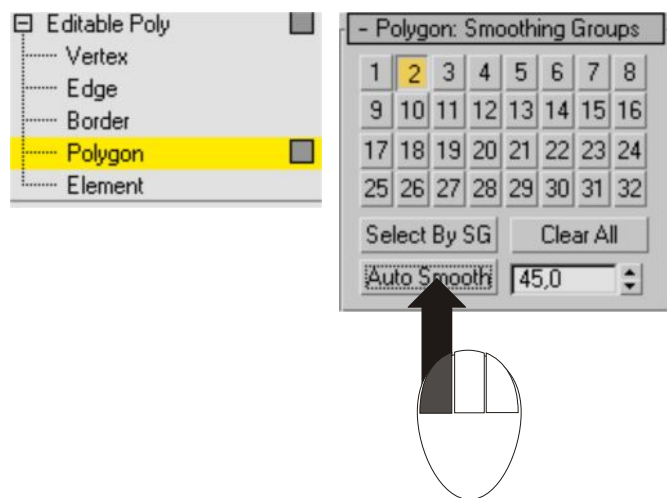 Editable Poly
Vertex
Edge
Border
Polygon
Element
- Polygon: Smoothing Groups
1 2 3 4 5 6 7 8
9 10 11 12 13 14 15 16
17 18 19 20 21 22 23 24
25 26 27 28 29 30 31 32
Select By SG Clear All
Auto Smooth 45,0